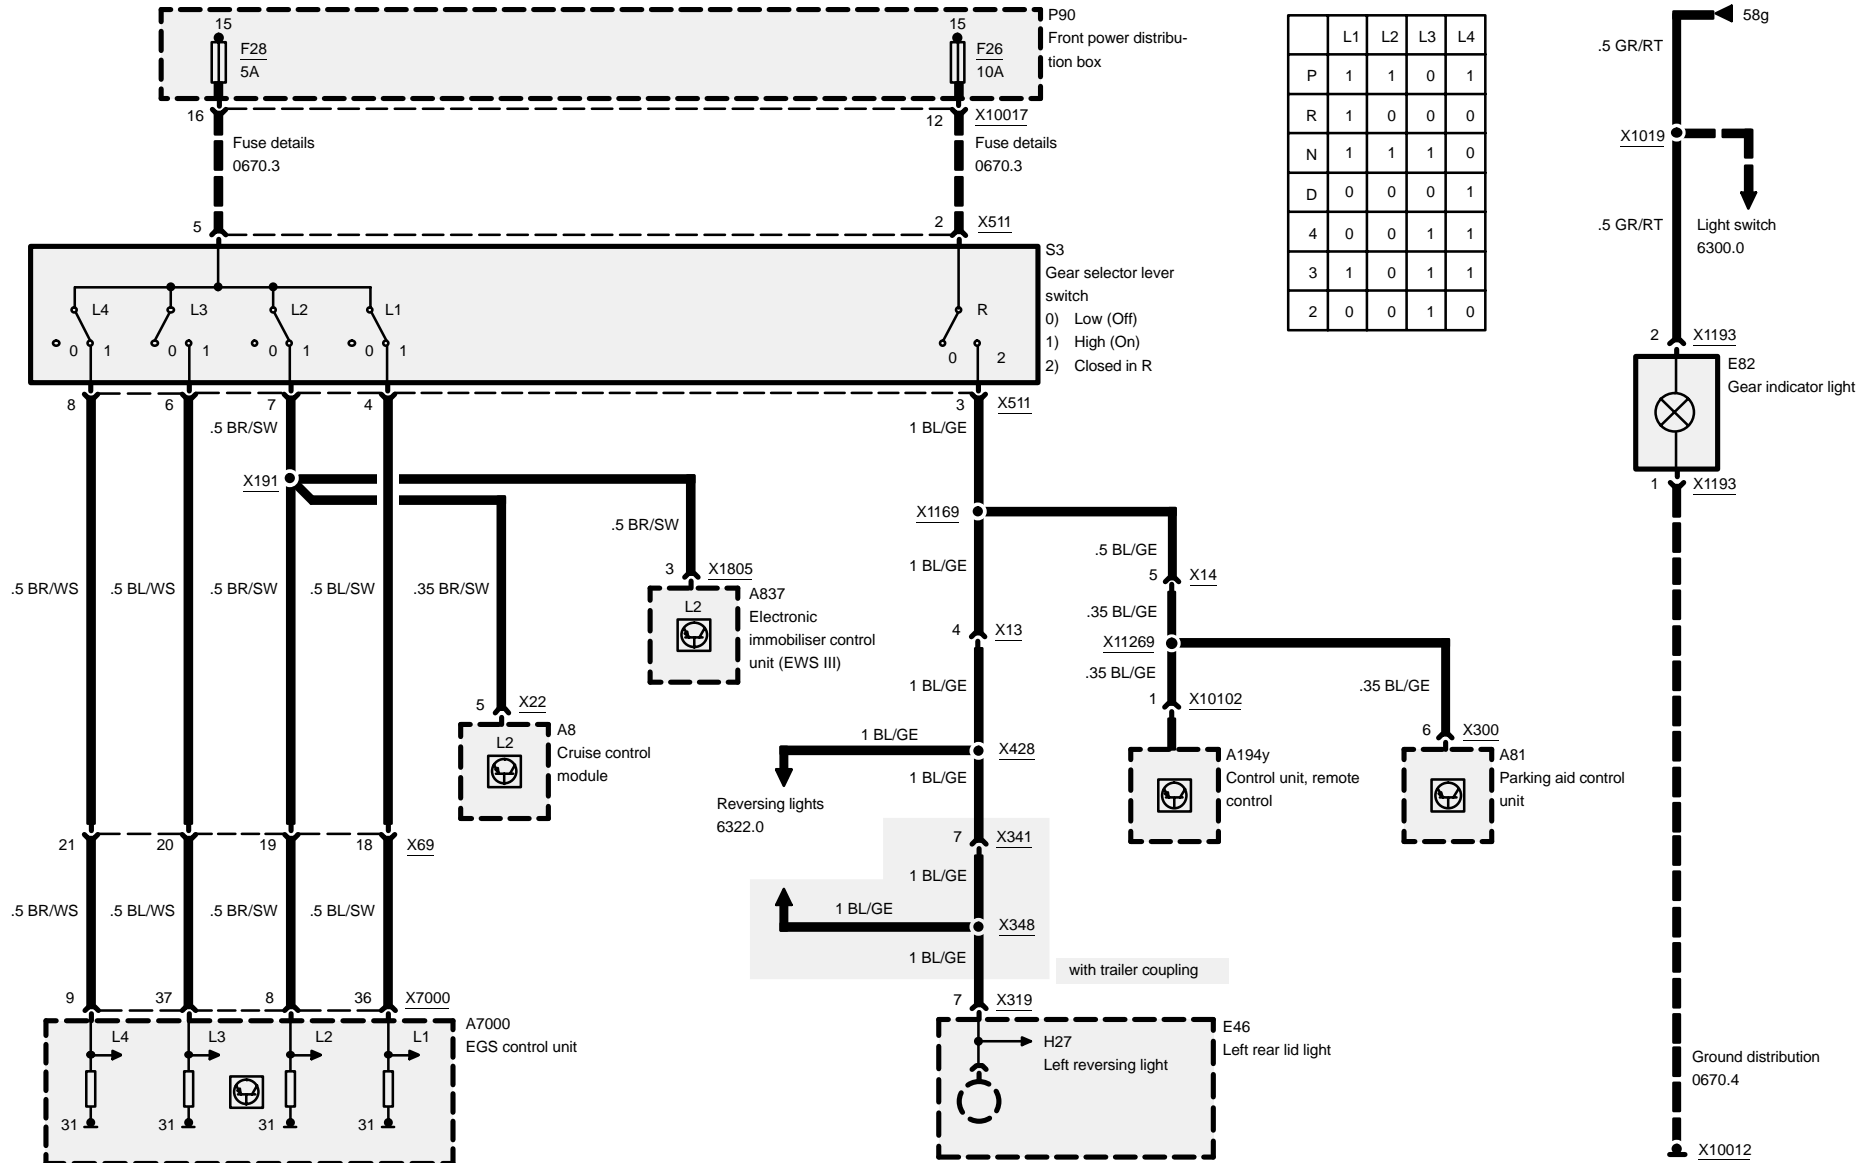 P90
Front power distribu-
tion box
15
F28
5A
15
F26
10A
16
12
X10017
Fuse details
0670.3
Fuse details
0670.3
5
2
X511
S3
Gear selector lever
switch
0) Low (Off)
1) High (On)
2) Closed in R
L4
L3
L2
L1
R
0 1
0 1
0 1
0 1
0 2
8
6
7
4
3
X511
.5 BR/SW
1 BL/GE
X191
X1169
.5 BR/SW
.5 BR/WS
.5 BL/WS
.5 BR/SW
.5 BL/SW
.35 BR/SW
3
X1805
A837
L2
Electronic
immobiliser control
unit (EWS III)
5
X22
A8
L2
Cruise control
module
21
20
19
18
X69
.5 BR/WS
.5 BL/WS
.5 BR/SW
.5 BL/SW
9
37
8
36
X7000
A7000
EGS control unit
L4
L3
L2
L1
31
31
31
31
1 BL/GE
4
X13
1 BL/GE
1 BL/GE
X428
1 BL/GE
Reversing lights
6322.0
7
X341
1 BL/GE
1 BL/GE
X348
1 BL/GE
with trailer coupling
7
X319
E46
Left rear lid light
H27
Left reversing light
.5 BL/GE
5
X14
.35 BL/GE
X11269
.35 BL/GE
1
X10102
A194y
Control unit, remote
control
.35 BL/GE
6
X300
A81
Parking aid control
unit
L1 L2 L3 L4
P 1 1 0 1
R 1 0 0 0
N 1 1 1 0
D 0 0 0 1
4 0 0 1 1
3 1 0 1 1
2 0 0 1 0
58g
.5 GR/RT
X1019
.5 GR/RT
Light switch
6300.0
2
X1193
E82
Gear indicator light
1
X1193
Ground distribution
0670.4
X10012